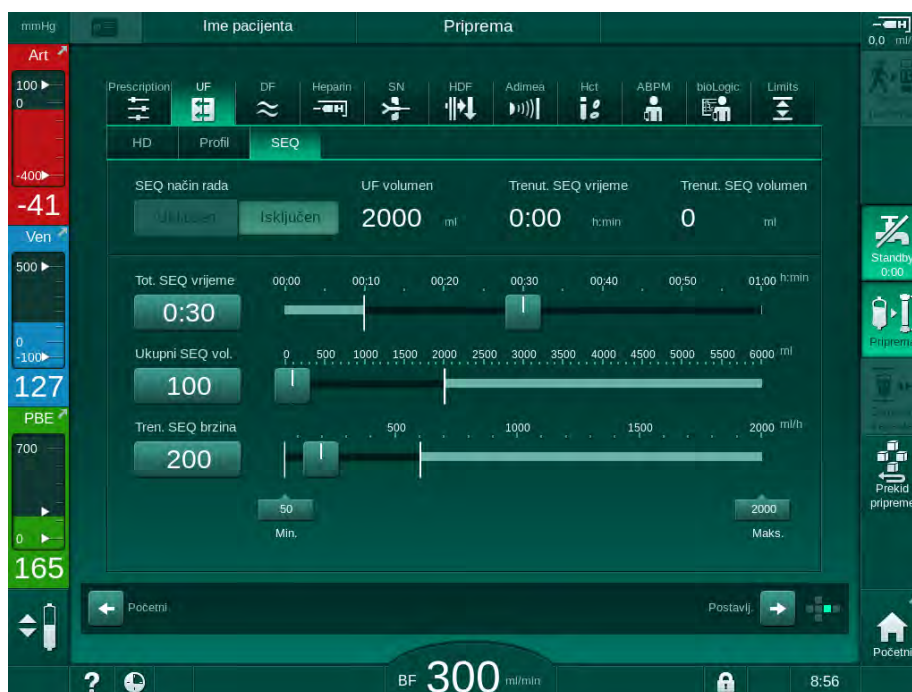 mmHg Ime pacijenta Priprema 0,0 ml/
Art
100
0
-400
-41
Ven
500
0
-100
127
PBE
700
0
165
Prescription UF DF Heparin SN HDF Adimea Hct ABPM bioLogic Limits
HD Profil SEQ
SEQ način rada UF volumen Trenut. SEQ vrijeme Trenut. SEQ volumen
Isključen 2000 ml 0:00 h:min 0 ml
Tot. SEQ vrijeme 00:00 00:10 00:20 00:30 00:40 00:50 01:00 h:min
0:30
Ukupni SEQ vol. 0 500 1000 1500 2000 2500 3000 3500 4000 4500 5000 5500 6000 ml
100
Tren. SEQ brzina 500 1000 1500 2000 ml/h
200
50 2000
Min. Maks.
Početni Postavlj.
Standby
0:00
Priprema
Prekid
pripreme
Početni
? BF 300 ml/min 8:56